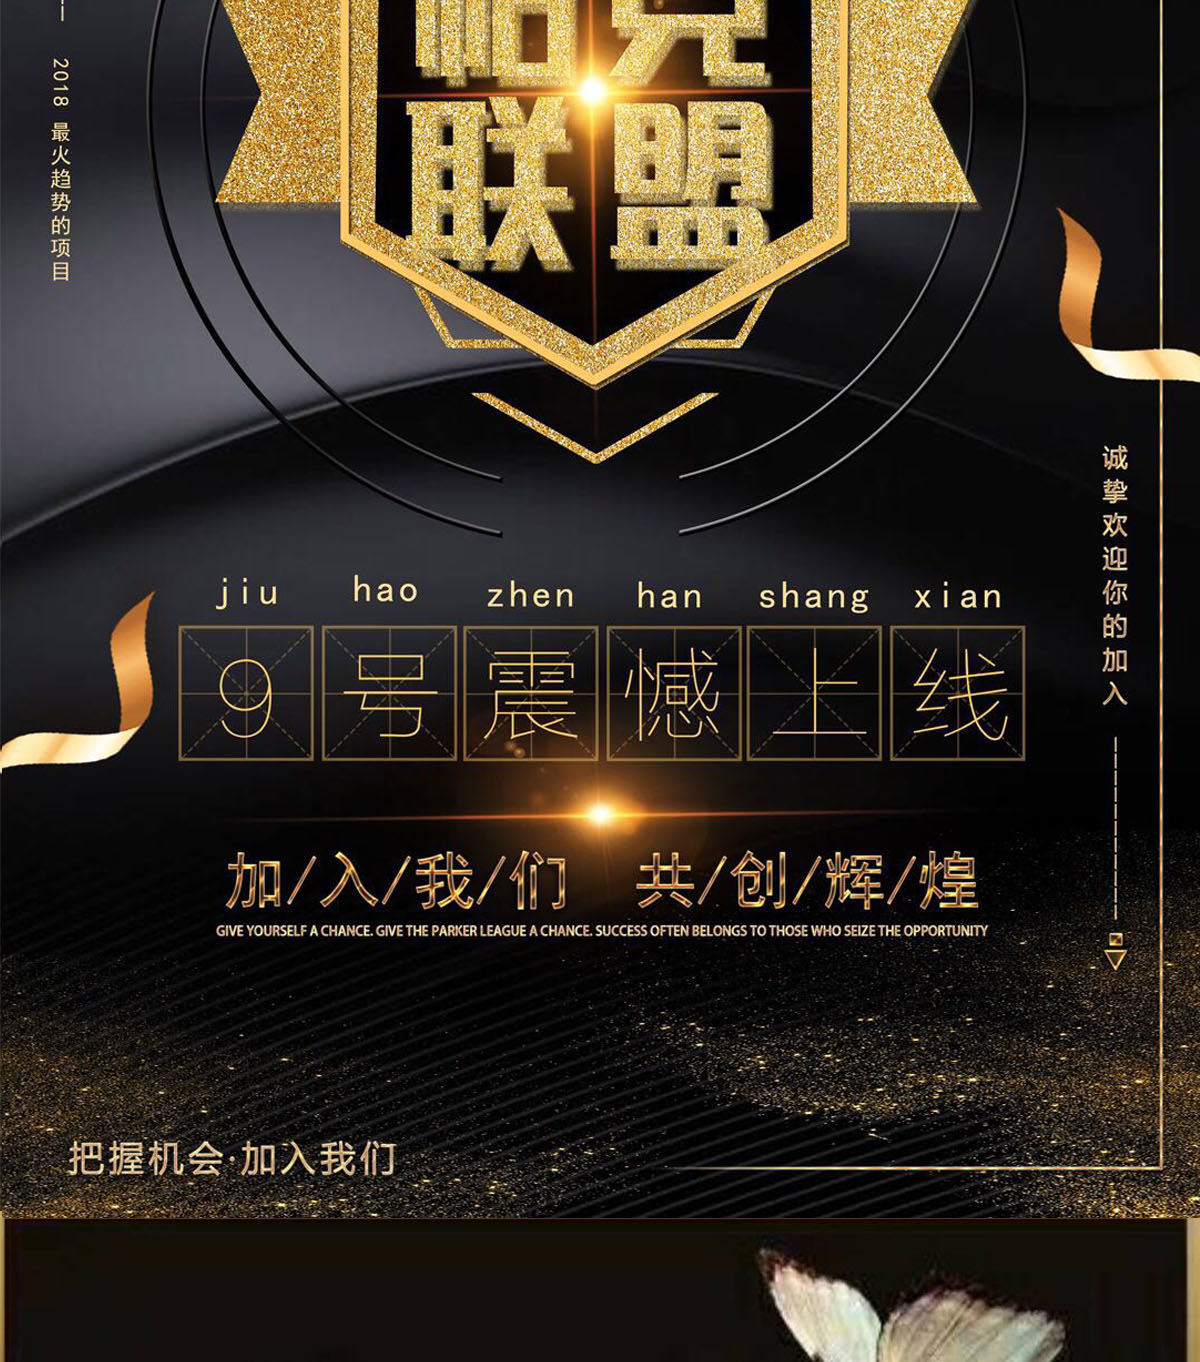 帕克
联盟
2018 最火趋势的项目
诚挚欢迎你的加入
jiu hao zhen han shang xian
9号震憾上线
加/入/我/们 共/创/辉/煌
GIVE YOURSELF A CHANCE. GIVE THE PARKER LEAGUE A CHANCE. SUCCESS OFTEN BELONGS TO THOSE WHO SEIZE THE OPPORTUNITY
把握机会·加入我们